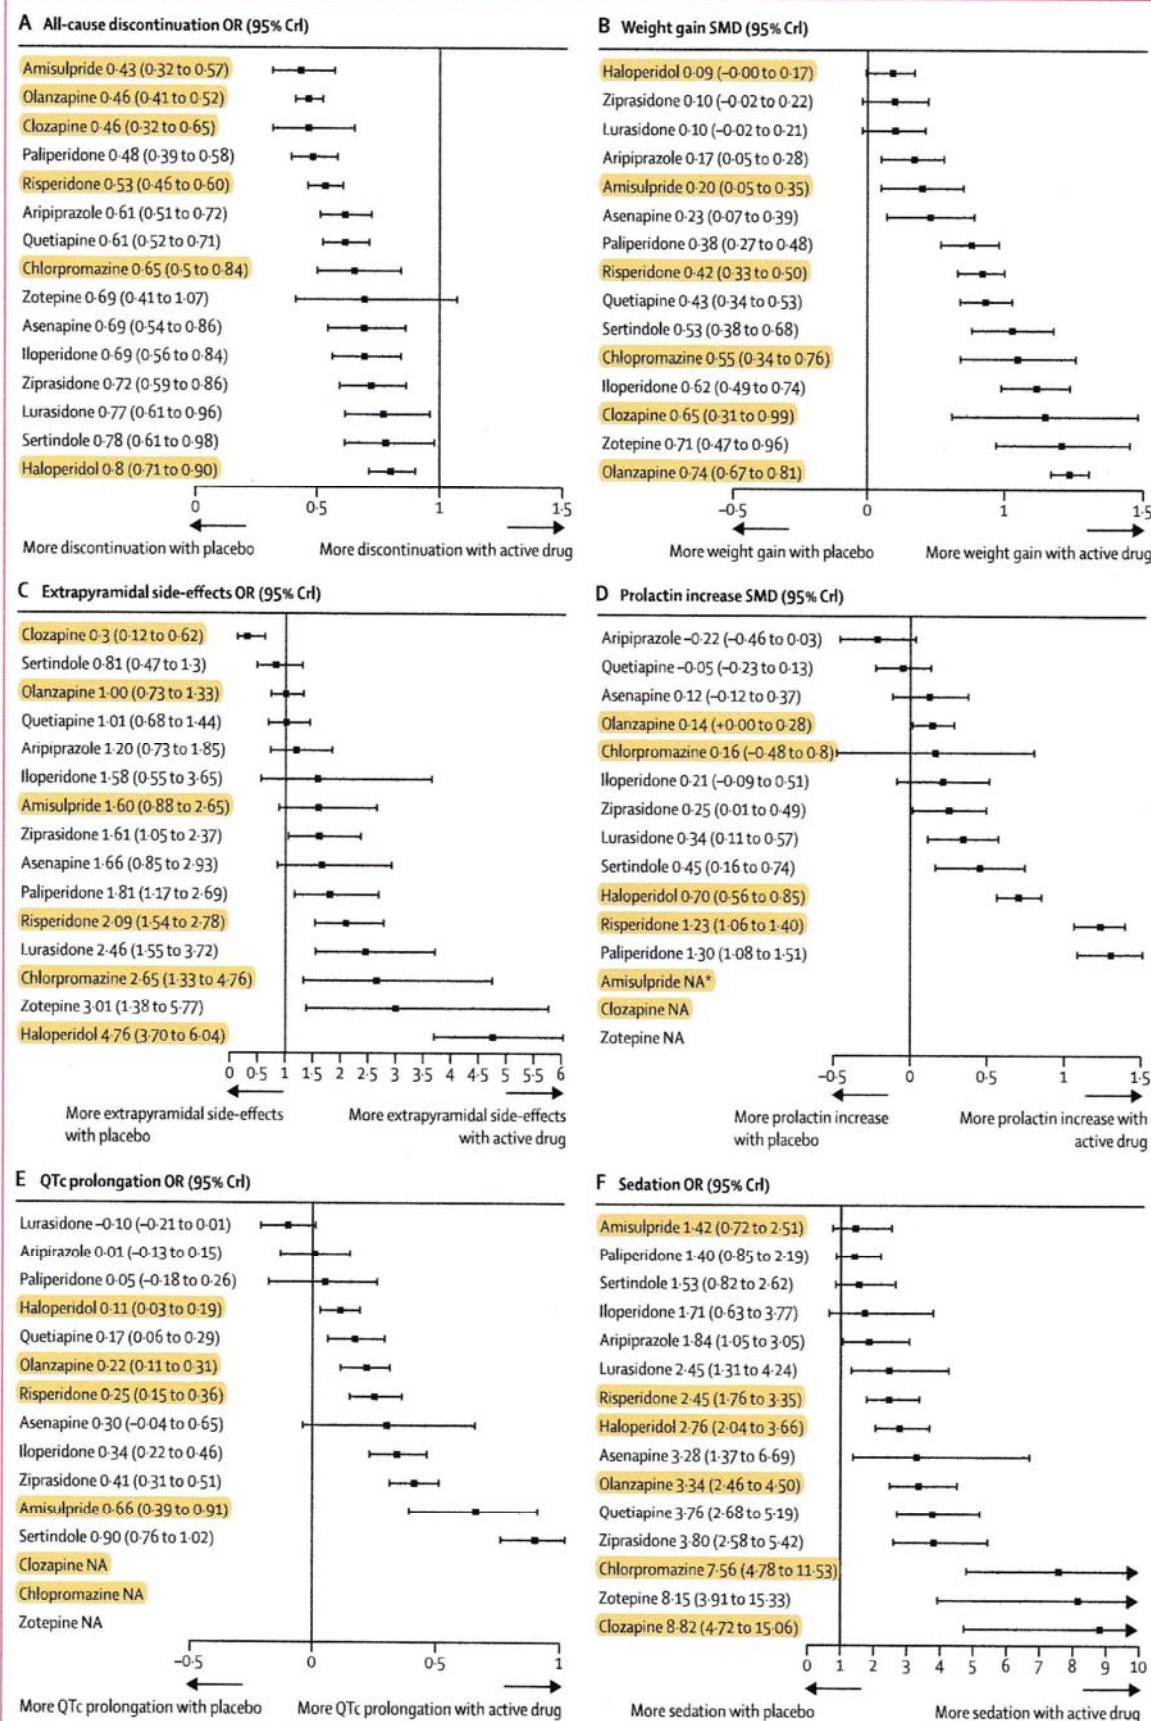 A All-cause discontinuation OR (95% CrI)
Amisulpride 0·43 (0·32 to 0·57)
Olanzapine 0·46 (0·41 to 0·52)
Clozapine 0·46 (0·32 to 0·65)
Paliperidone 0·48 (0·39 to 0·58)
Risperidone 0·53 (0·46 to 0·60)
Aripiprazole 0·61 (0·51 to 0·72)
Quetiapine 0·61 (0·52 to 0·71)
Chlorpromazine 0·65 (0·5 to 0·84)
Zotepine 0·69 (0·41 to 1·07)
Asenapine 0·69 (0·54 to 0·86)
Iloperidone 0·69 (0·56 to 0·84)
Ziprasidone 0·72 (0·59 to 0·86)
Lurasidone 0·77 (0·61 to 0·96)
Sertindole 0·78 (0·61 to 0·98)
Haloperidol 0·8 (0·71 to 0·90)
0 0·5 1 1·5
More discontinuation with placebo More discontinuation with active drug
B Weight gain SMD (95% CrI)
Haloperidol 0·09 (–0·00 to 0·17)
Ziprasidone 0·10 (–0·02 to 0·22)
Lurasidone 0·10 (–0·02 to 0·21)
Aripiprazole 0·17 (0·05 to 0·28)
Amisulpride 0·20 (0·05 to 0·35)
Asenapine 0·23 (0·07 to 0·39)
Paliperidone 0·38 (0·27 to 0·48)
Risperidone 0·42 (0·33 to 0·50)
Quetiapine 0·43 (0·34 to 0·53)
Sertindole 0·53 (0·38 to 0·68)
Chlopromazine 0·55 (0·34 to 0·76)
Iloperidone 0·62 (0·49 to 0·74)
Clozapine 0·65 (0·31 to 0·99)
Zotepine 0·71 (0·47 to 0·96)
Olanzapine 0·74 (0·67 to 0·81)
–0·5 0 1 1·5
More weight gain with placebo More weight gain with active drug
C Extrapyramidal side-effects OR (95% CrI)
Clozapine 0·3 (0·12 to 0·62)
Sertindole 0·81 (0·47 to 1·3)
Olanzapine 1·00 (0·73 to 1·33)
Quetiapine 1·01 (0·68 to 1·44)
Aripiprazole 1·20 (0·73 to 1·85)
Iloperidone 1·58 (0·55 to 3·65)
Amisulpride 1·60 (0·88 to 2·65)
Ziprasidone 1·61 (1·05 to 2·37)
Asenapine 1·66 (0·85 to 2·93)
Paliperidone 1·81 (1·17 to 2·69)
Risperidone 2·09 (1·54 to 2·78)
Lurasidone 2·46 (1·55 to 3·72)
Chlorpromazine 2·65 (1·33 to 4·76)
Zotepine 3·01 (1·38 to 5·77)
Haloperidol 4·76 (3·70 to 6·04)
0 0·5 1 1·5 2 2·5 3 3·5 4 4·5 5 5·5 6
More extrapyramidal side-effects More extrapyramidal side-effects
with placebo with active drug
D Prolactin increase SMD (95% CrI)
Aripiprazole –0·22 (–0·46 to 0·03)
Quetiapine –0·05 (–0·23 to 0·13)
Asenapine 0·12 (–0·12 to 0·37)
Olanzapine 0·14 (+0·00 to 0·28)
Chlorpromazine 0·16 (–0·48 to 0·8)
Iloperidone 0·21 (–0·09 to 0·51)
Ziprasidone 0·25 (0·01 to 0·49)
Lurasidone 0·34 (0·11 to 0·57)
Sertindole 0·45 (0·16 to 0·74)
Haloperidol 0·70 (0·56 to 0·85)
Risperidone 1·23 (1·06 to 1·40)
Paliperidone 1·30 (1·08 to 1·51)
Amisulpride NA*
Clozapine NA
Zotepine NA
–0·5 0 0·5 1 1·5
More prolactin increase More prolactin increase with
with placebo active drug
E QTc prolongation OR (95% CrI)
Lurasidone –0·10 (–0·21 to 0·01)
Aripirazole 0·01 (–0·13 to 0·15)
Paliperidone 0·05 (–0·18 to 0·26)
Haloperidol 0·11 (0·03 to 0·19)
Quetiapine 0·17 (0·06 to 0·29)
Olanzapine 0·22 (0·11 to 0·31)
Risperidone 0·25 (0·15 to 0·36)
Asenapine 0·30 (–0·04 to 0·65)
Iloperidone 0·34 (0·22 to 0·46)
Ziprasidone 0·41 (0·31 to 0·51)
Amisulpride 0·66 (0·39 to 0·91)
Sertindole 0·90 (0·76 to 1·02)
Clozapine NA
Chlopromazine NA
Zotepine NA
–0·5 0 0·5 1
More QTc prolongation with placebo More QTc prolongation with active drug
F Sedation OR (95% CrI)
Amisulpride 1·42 (0·72 to 2·51)
Paliperidone 1·40 (0·85 to 2·19)
Sertindole 1·53 (0·82 to 2·62)
Iloperidone 1·71 (0·63 to 3·77)
Aripiprazole 1·84 (1·05 to 3·05)
Lurasidone 2·45 (1·31 to 4·24)
Risperidone 2·45 (1·76 to 3·35)
Haloperidol 2·76 (2·04 to 3·66)
Asenapine 3·28 (1·37 to 6·69)
Olanzapine 3·34 (2·46 to 4·50)
Quetiapine 3·76 (2·68 to 5·19)
Ziprasidone 3·80 (2·58 to 5·42)
Chlorpromazine 7·56 (4·78 to 11·53)
Zotepine 8·15 (3·91 to 15·33)
Clozapine 8·82 (4·72 to 15·06)
0 1 2 3 4 5 6 7 8 9 10
More sedation with placebo More sedation with active drug